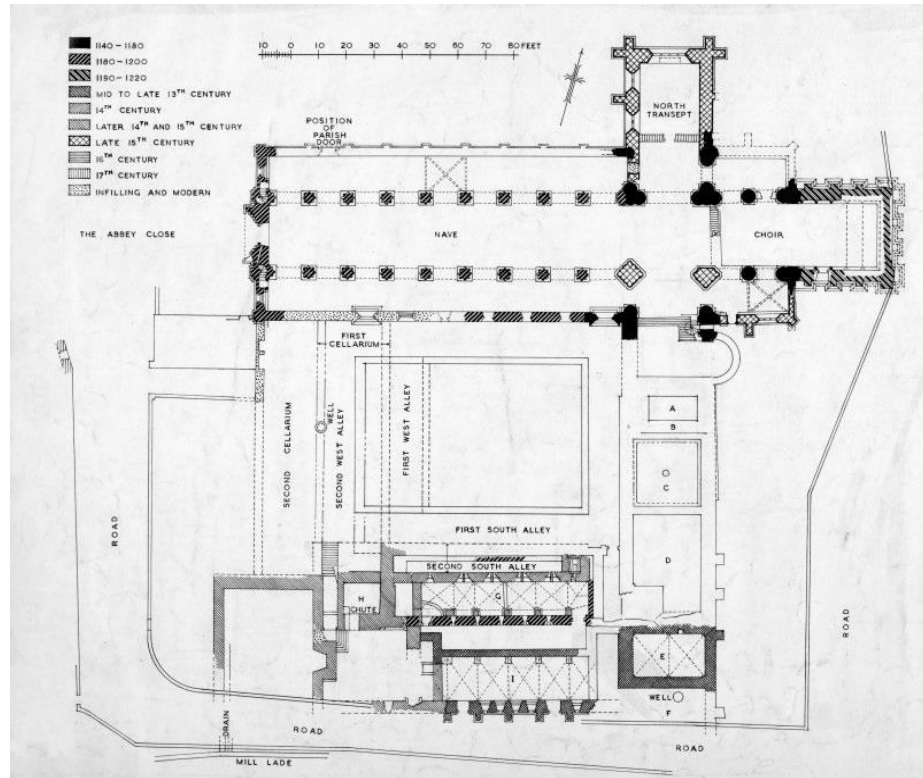 1140 – 1180
1180 – 1200
1190 – 1220
MID TO LATE 13TH CENTURY
14TH CENTURY
LATER 14TH AND 15TH CENTURY
LATE 15TH CENTURY
16TH CENTURY
17TH CENTURY
INFILLING AND MODERN
10 0 10 20 30 40 50 60 70 80 FEET
POSITION
OF
PARISH
DOOR
NORTH
TRANSEPT
THE ABBEY CLOSE
NAVE
CHOIR
FIRST
CELLARIUM
SECOND CELLARIUM
WELL
SECOND WEST ALLEY
FIRST WEST ALLEY
A
B
C
D
ROAD
FIRST SOUTH ALLEY
SECOND SOUTH ALLEY
H
CHUTE
G
E
I
WELL
F
ROAD
DRAIN
ROAD
ROAD
MILL LADE